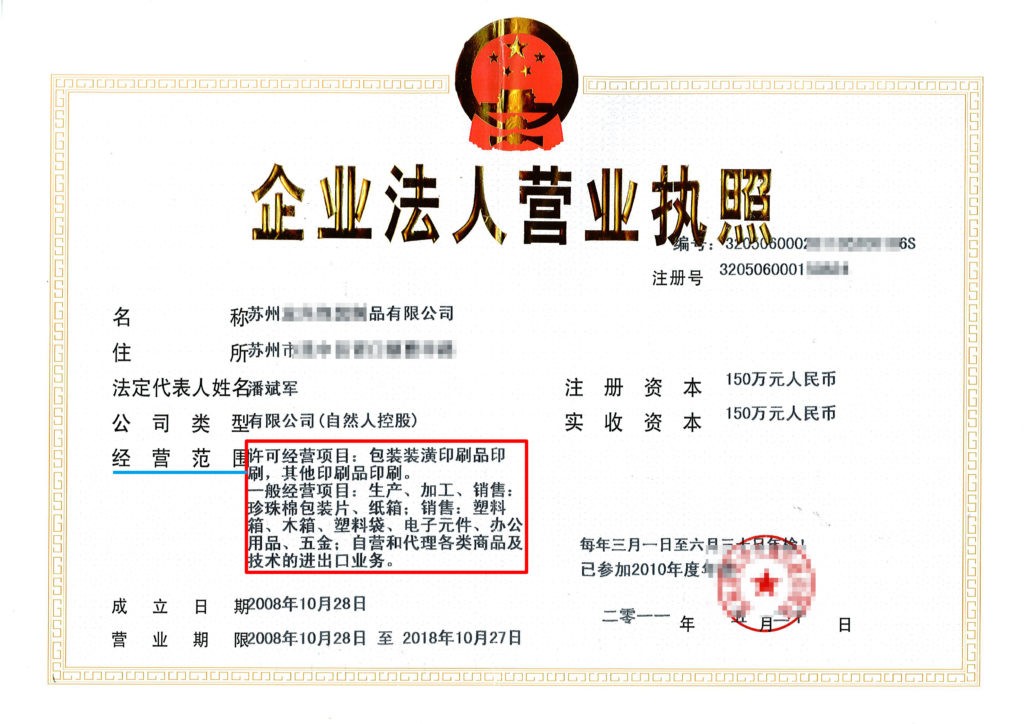 企业法人营业执照
编号: 3205060002 6S
注册号 3205060001
名 称 苏州 品有限公司
住 所 苏州市
法定代表人姓名 潘斌军
注 册 资 本 150万元人民币
公 司 类 型 有限公司(自然人控股)
实 收 资 本 150万元人民币
经 营 范 围 许可经营项目: 包装装潢印刷品印
刷, 其他印刷品印刷。
一般经营项目: 生产、加工、销售:
珍珠棉包装片、纸箱; 销售: 塑料
箱、木箱、塑料袋、电子元件、办公
用品、五金; 自营和代理各类商品及
技术的进出口业务。
每年三月一日至六月三十日年检!
已参加2010年度年
成 立 日 期 2008年10月28日
二零一一 年 五 月 日
营 业 期 限 2008年10月28日 至 2018年10月27日